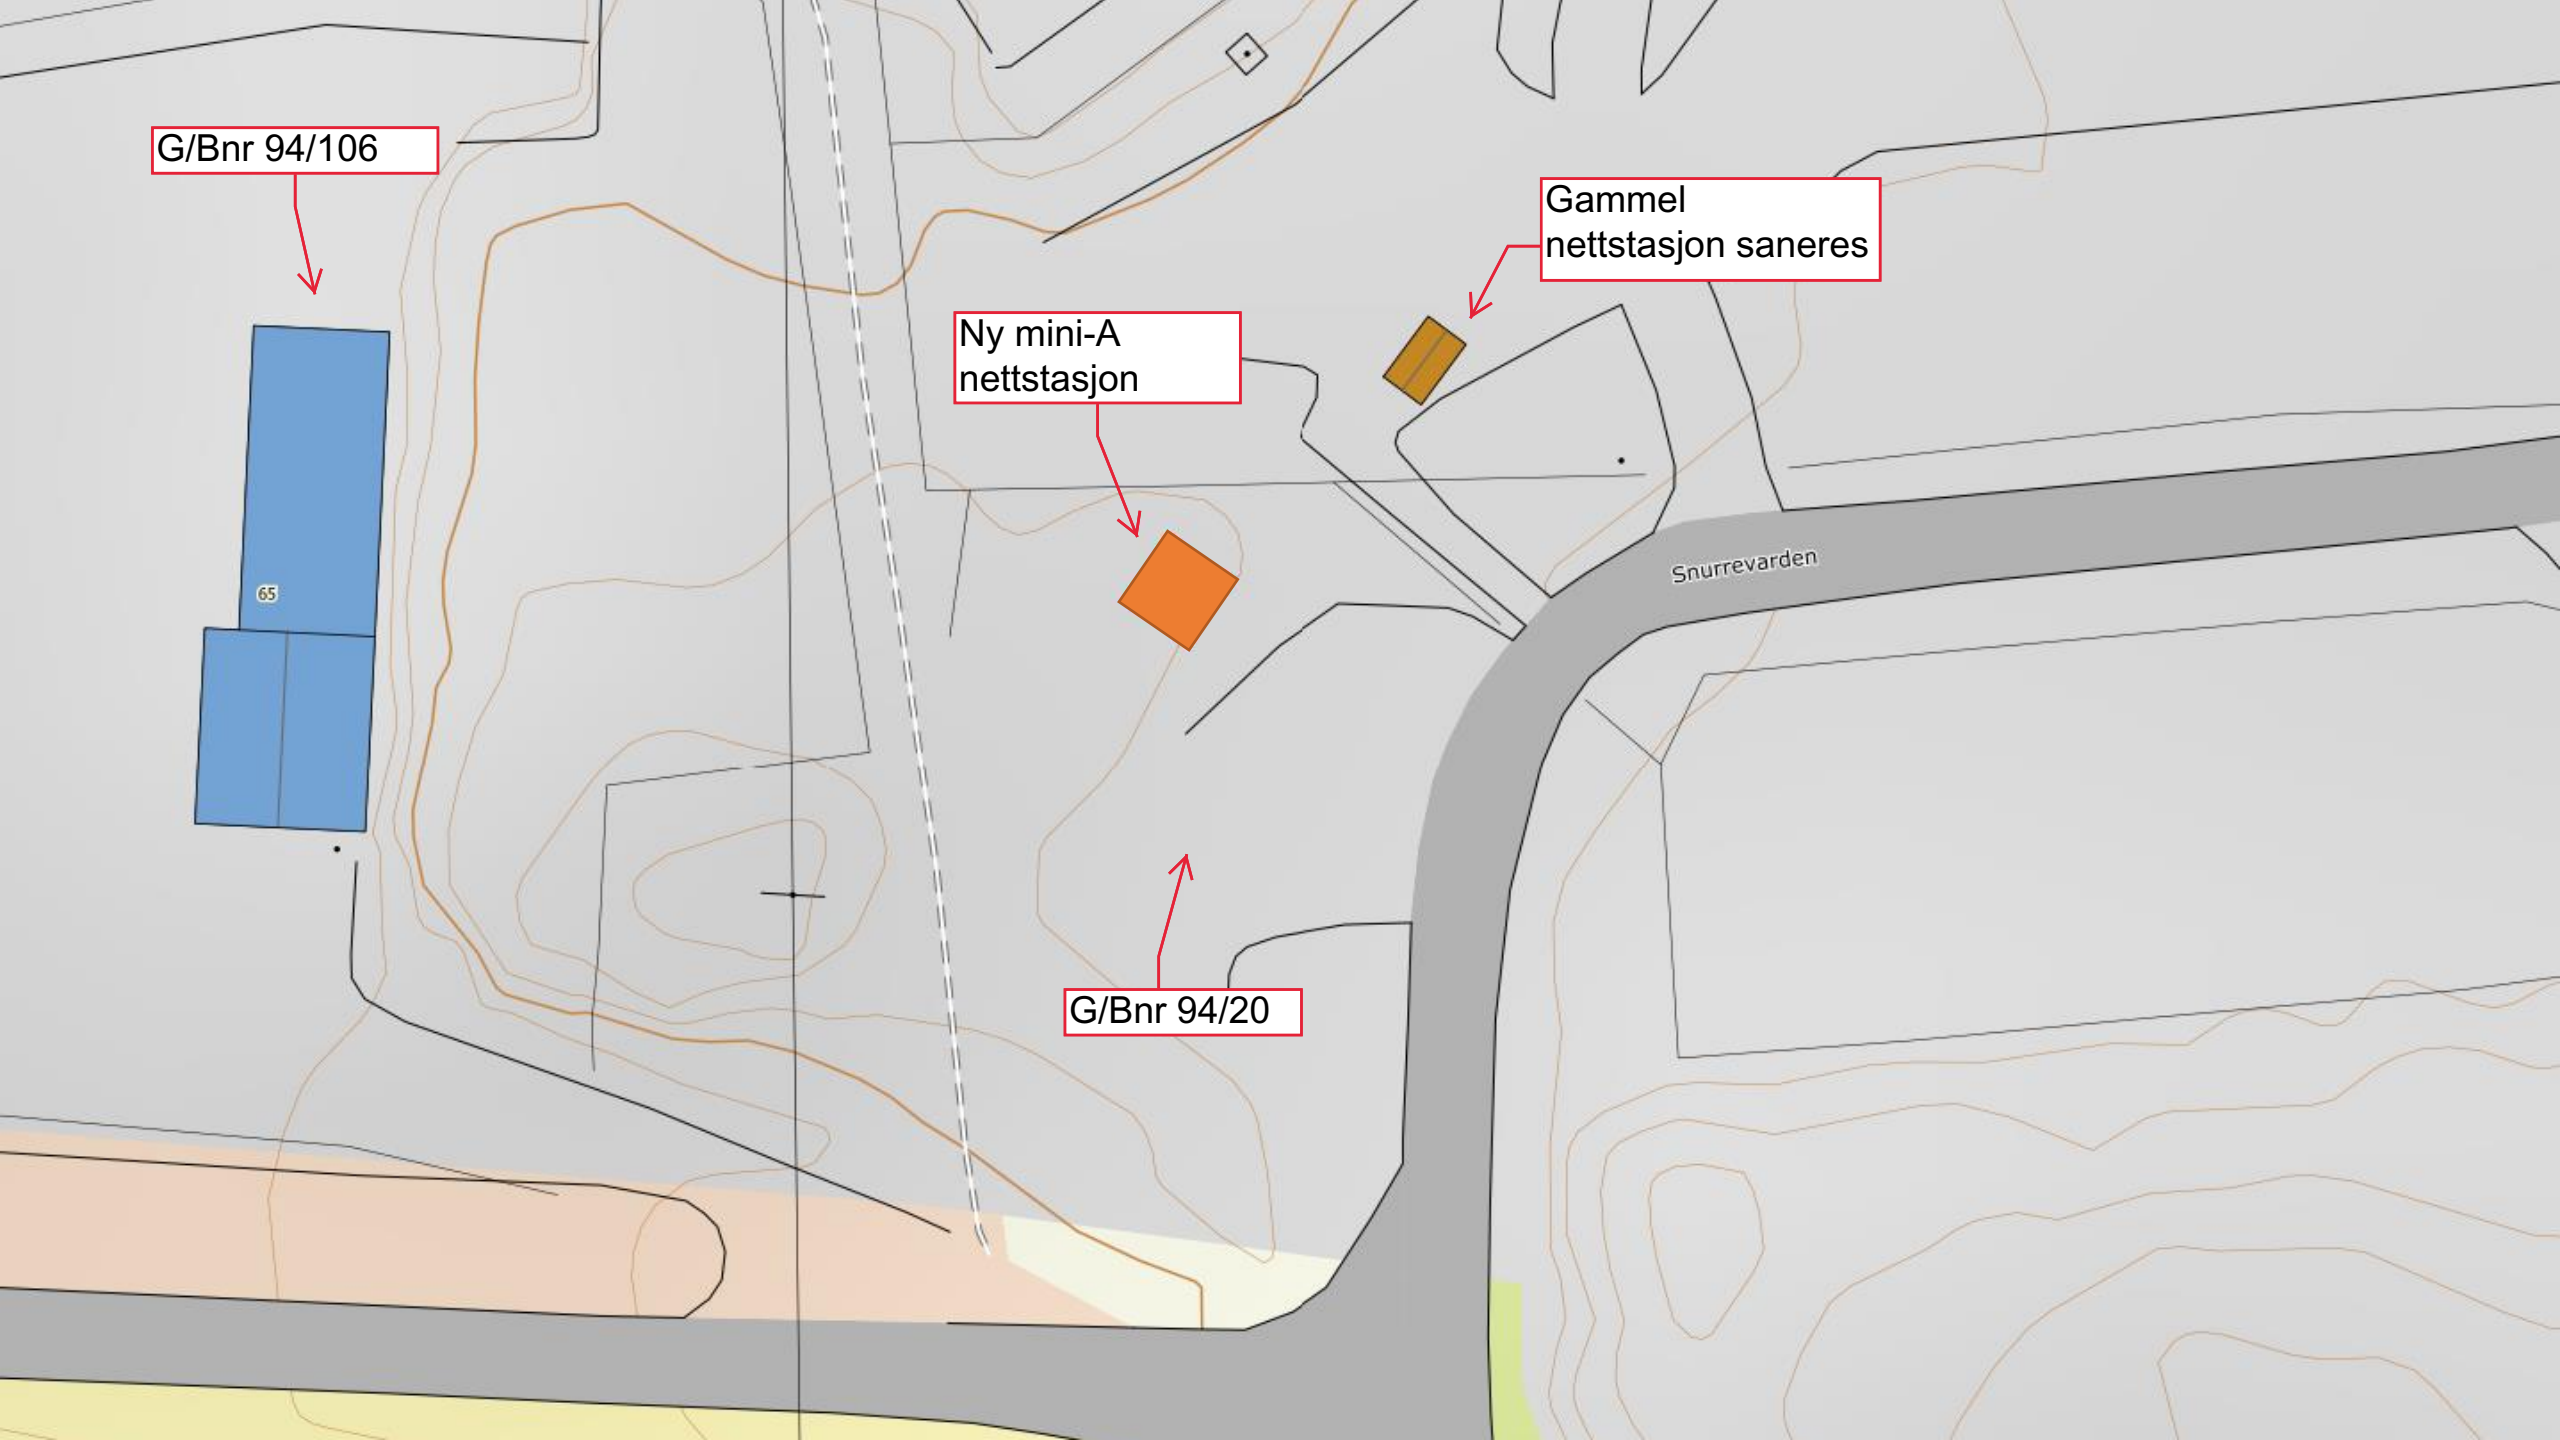 G/Bnr 94/106
Gammel
nettstasjon saneres
Ny mini-A
nettstasjon
Snurrevarden
65
G/Bnr 94/20